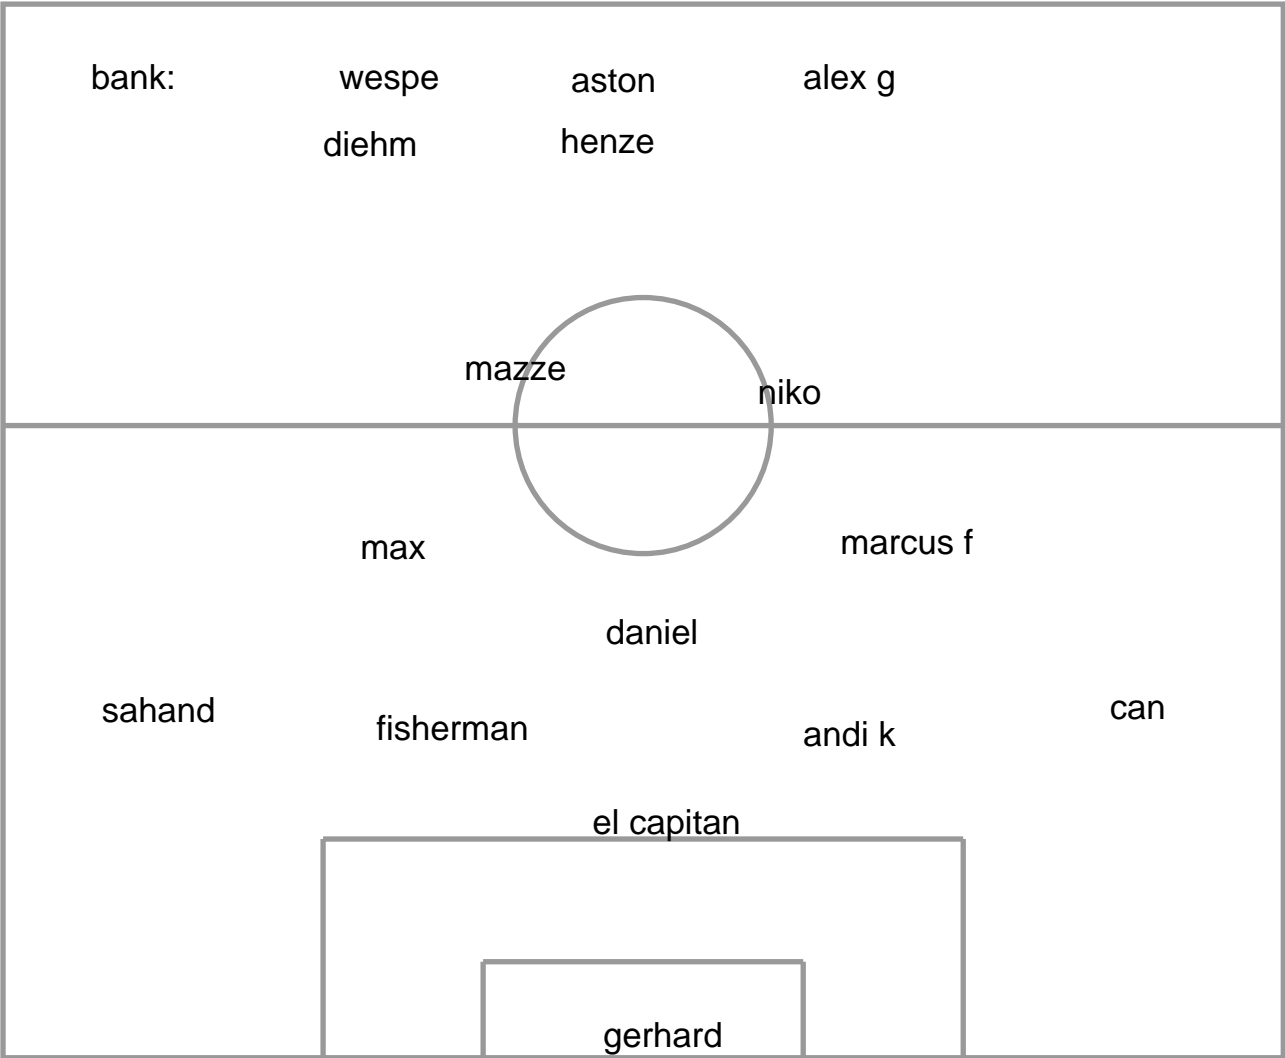 bank: wespe aston alex g
diehm henze
mazze
niko
max marcus f
daniel
sahand fisherman andi k can
el capitan
gerhard